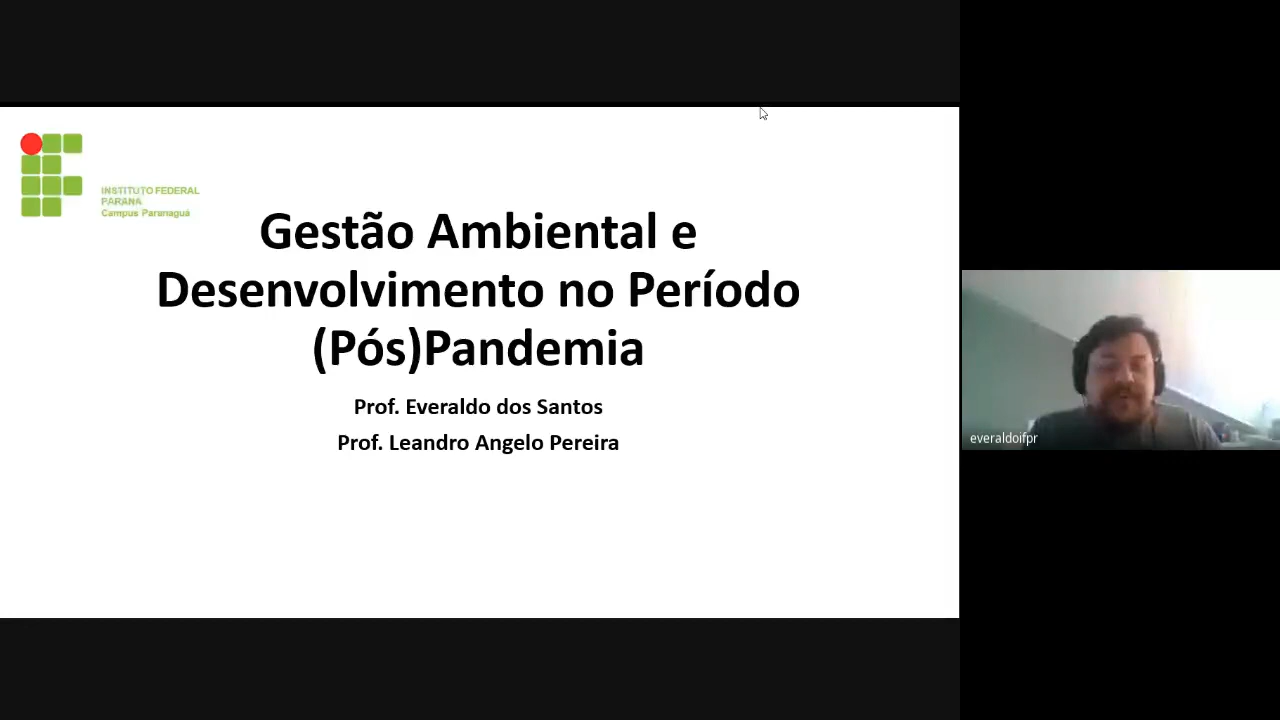 INSTITUTO FEDERAL
PARANÁ
Campus Paranaguá
Gestão Ambiental e
Desenvolvimento no Período
(Pós)Pandemia
Prof. Everaldo dos Santos
Prof. Leandro Angelo Pereira
everaldoifpr